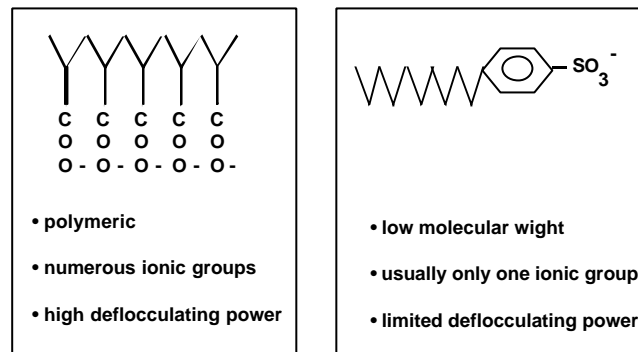 C C C C C
O O O O O
O - O - O - O - O -
• polymeric
• numerous ionic groups
• high deflocculating power
SO3-
• low molecular wight
• usually only one ionic group
• limited deflocculating power